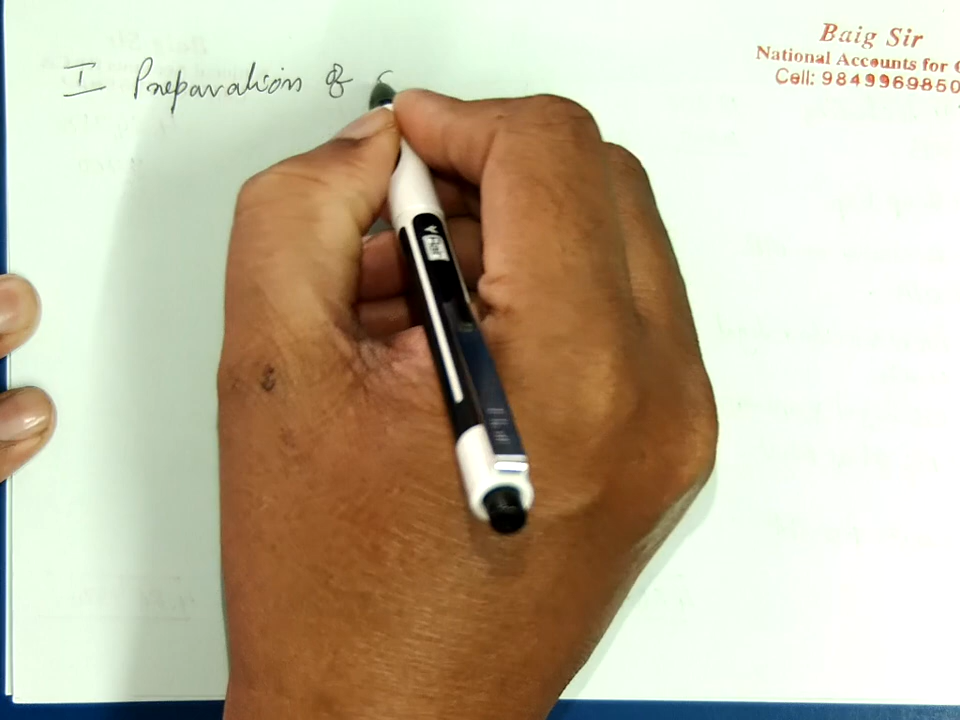 I Preparation of
Baig Sir
National Accounts for
Cell: 9849969850